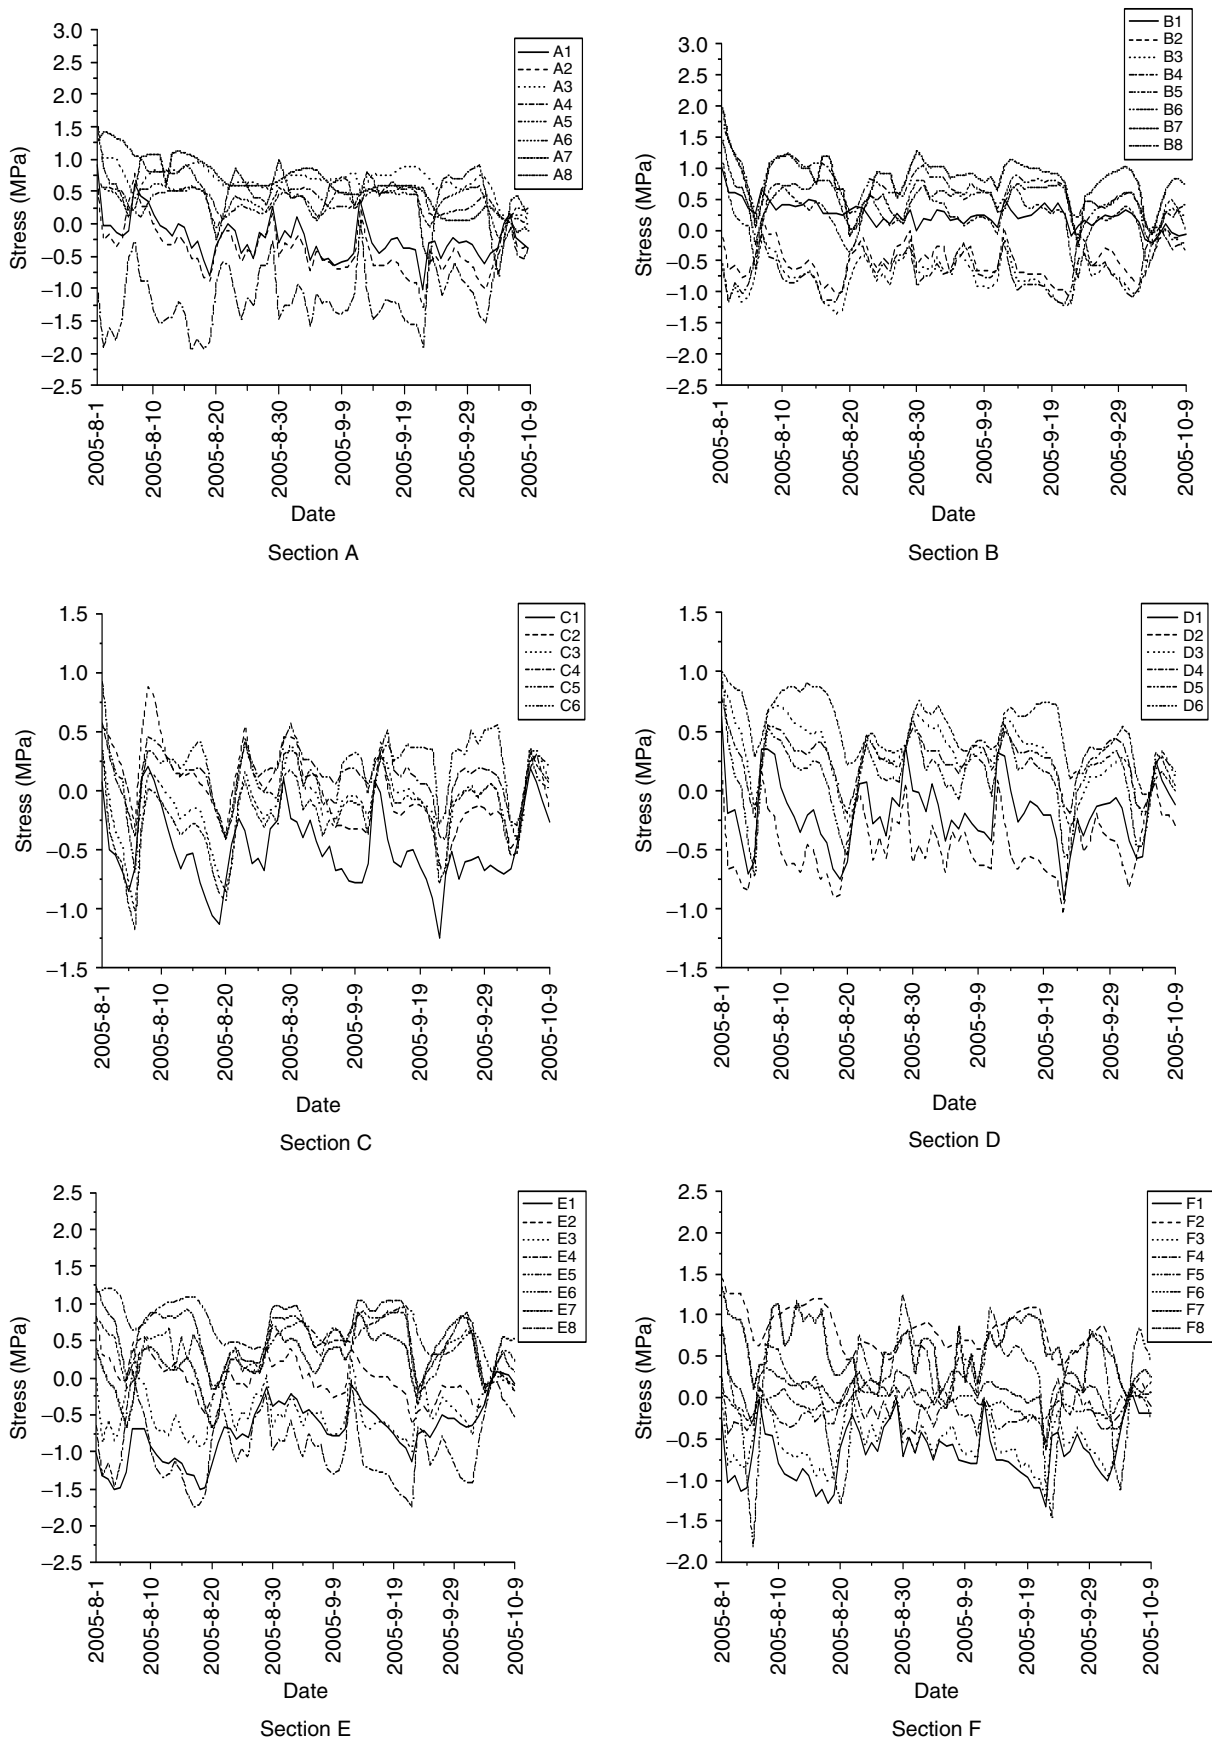 3.0
2.5
2.0
1.5
1.0
0.5
0.0
−0.5
−1.0
−1.5
−2.0
−2.5
Stress (MPa)
A1
A2
A3
A4
A5
A6
A7
A8
2005-8-1
2005-8-10
2005-8-20
2005-8-30
2005-9-9
2005-9-19
2005-9-29
2005-10-9
Date
Section A
3.0
2.5
2.0
1.5
1.0
0.5
0.0
−0.5
−1.0
−1.5
−2.0
−2.5
Stress (MPa)
B1
B2
B3
B4
B5
B6
B7
B8
2005-8-1
2005-8-10
2005-8-20
2005-8-30
2005-9-9
2005-9-19
2005-9-29
2005-10-9
Date
Section B
1.5
1.0
0.5
0.0
−0.5
−1.0
−1.5
Stress (MPa)
C1
C2
C3
C4
C5
C6
2005-8-1
2005-8-10
2005-8-20
2005-8-30
2005-9-9
2005-9-19
2005-9-29
2005-10-9
Date
Section C
1.5
1.0
0.5
0.0
−0.5
−1.0
−1.5
Stress (MPa)
D1
D2
D3
D4
D5
D6
2005-8-1
2005-8-10
2005-8-20
2005-8-30
2005-9-9
2005-9-19
2005-9-29
2005-10-9
Date
Section D
2.5
2.0
1.5
1.0
0.5
0.0
−0.5
−1.0
−1.5
−2.0
−2.5
Stress (MPa)
E1
E2
E3
E4
E5
E6
E7
E8
2005-8-1
2005-8-10
2005-8-20
2005-8-30
2005-9-9
2005-9-19
2005-9-29
2005-10-9
Date
Section E
2.5
2.0
1.5
1.0
0.5
0.0
−0.5
−1.0
−1.5
−2.0
Stress (MPa)
F1
F2
F3
F4
F5
F6
F7
F8
2005-8-1
2005-8-10
2005-8-20
2005-8-30
2005-9-9
2005-9-19
2005-9-29
2005-10-9
Date
Section F